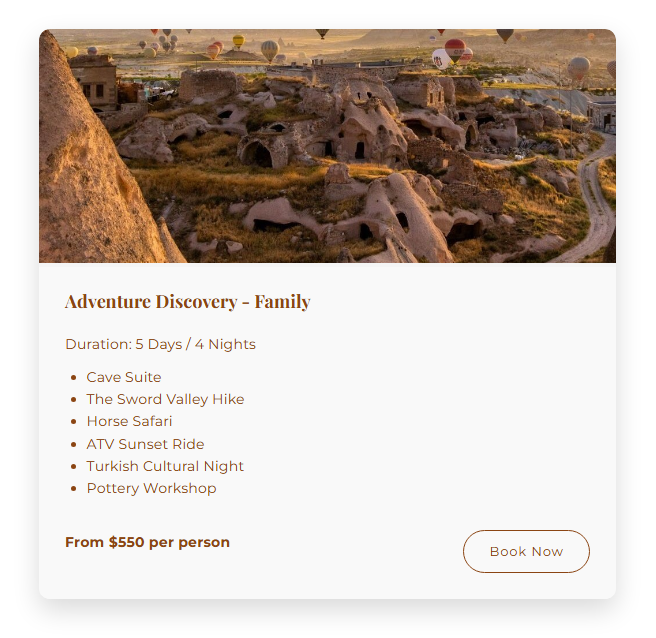 Adventure Discovery - Family
Duration: 5 Days / 4 Nights
Cave Suite
The Sword Valley Hike
Horse Safari
ATV Sunset Ride
Turkish Cultural Night
Pottery Workshop
From $550 per person
Book Now